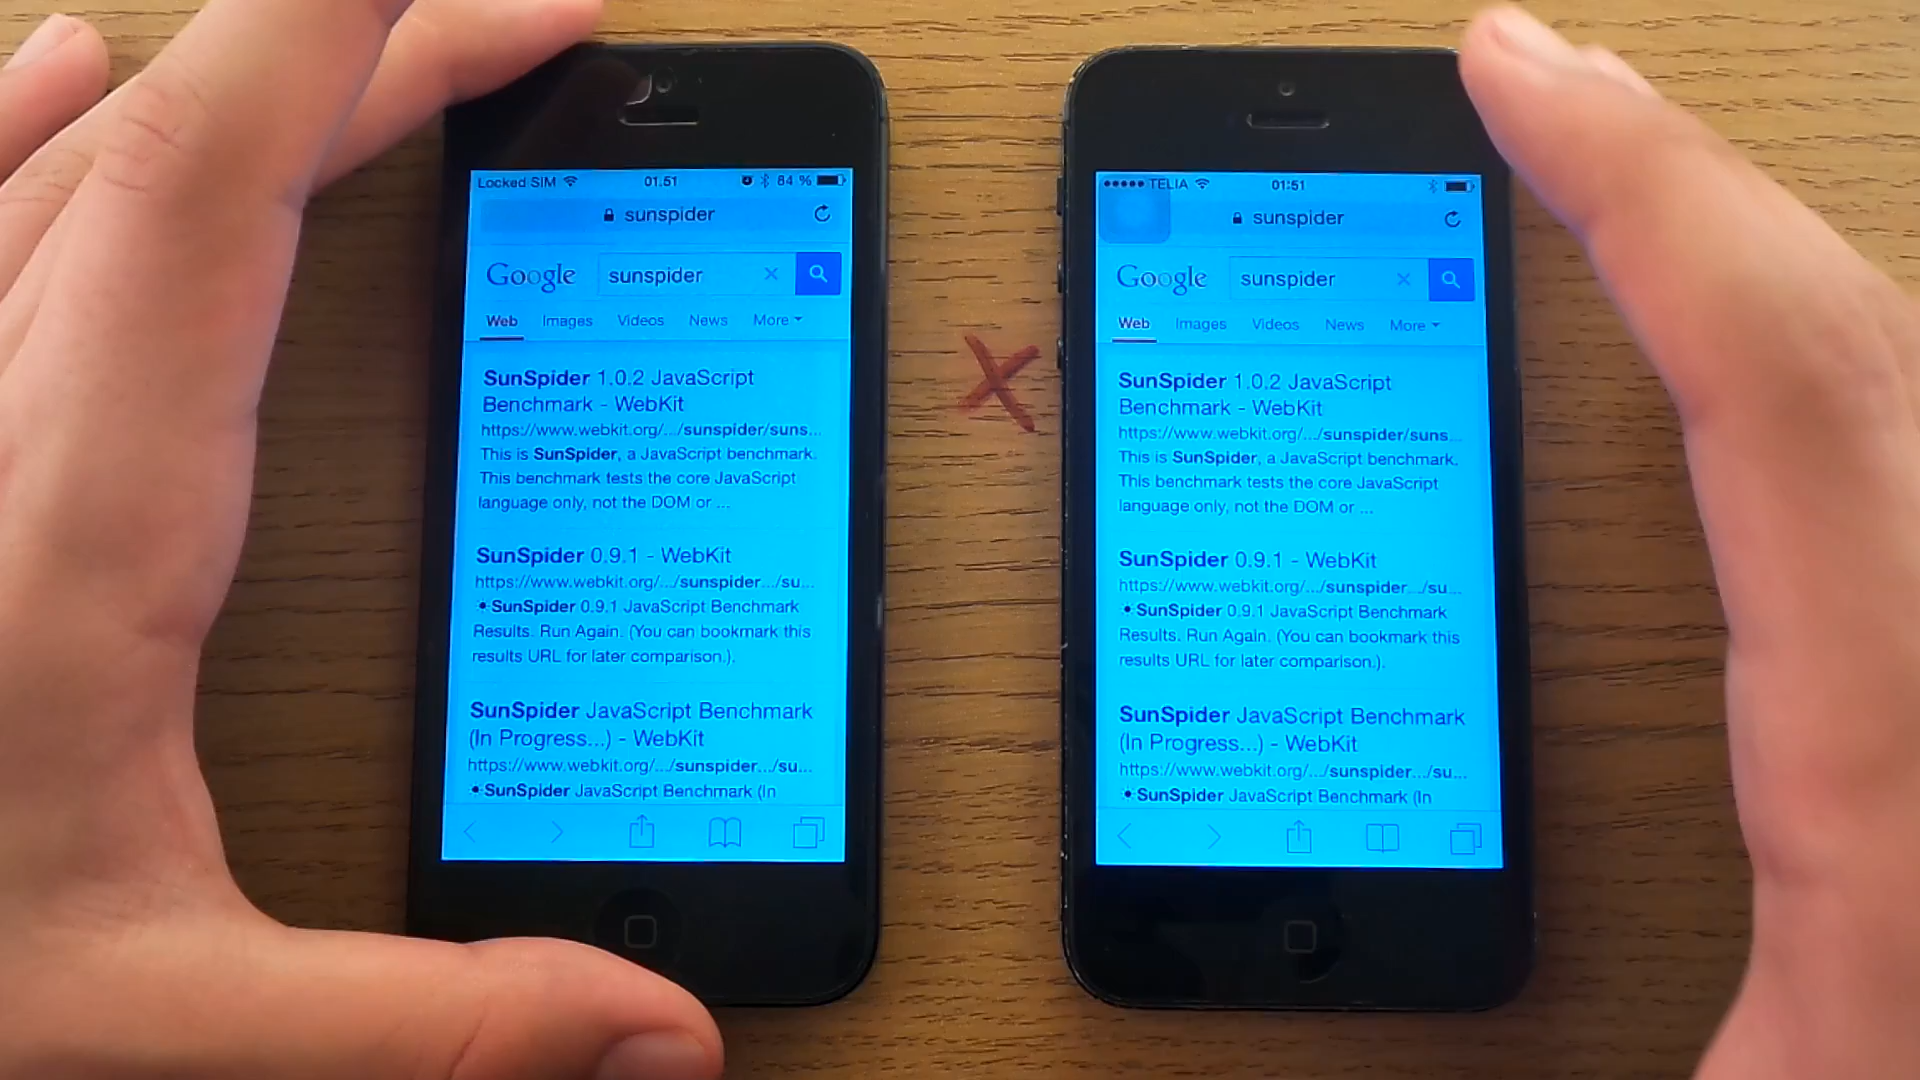 Locked SIM 01.51 84 %
sunspider
Google sunspider
Web Images Videos News More
SunSpider 1.0.2 JavaScript
Benchmark - WebKit
https://www.webkit.org/.../sunspider/suns...
This is SunSpider, a JavaScript benchmark.
This benchmark tests the core JavaScript
language only, not the DOM or ...
SunSpider 0.9.1 - WebKit
https://www.webkit.org/.../sunspider.../su...
SunSpider 0.9.1 JavaScript Benchmark
Results. Run Again. (You can bookmark this
results URL for later comparison.).
SunSpider JavaScript Benchmark
(In Progress...) - WebKit
https://www.webkit.org/.../sunspider.../su...
SunSpider JavaScript Benchmark (In
TELIA 01:51
sunspider
Google sunspider
Web Images Videos News More
SunSpider 1.0.2 JavaScript
Benchmark - WebKit
https://www.webkit.org/.../sunspider/suns...
This is SunSpider, a JavaScript benchmark.
This benchmark tests the core JavaScript
language only, not the DOM or ...
SunSpider 0.9.1 - WebKit
https://www.webkit.org/.../sunspider.../su...
SunSpider 0.9.1 JavaScript Benchmark
Results. Run Again. (You can bookmark this
results URL for later comparison.).
SunSpider JavaScript Benchmark
(In Progress...) - WebKit
https://www.webkit.org/.../sunspider.../su...
SunSpider JavaScript Benchmark (In